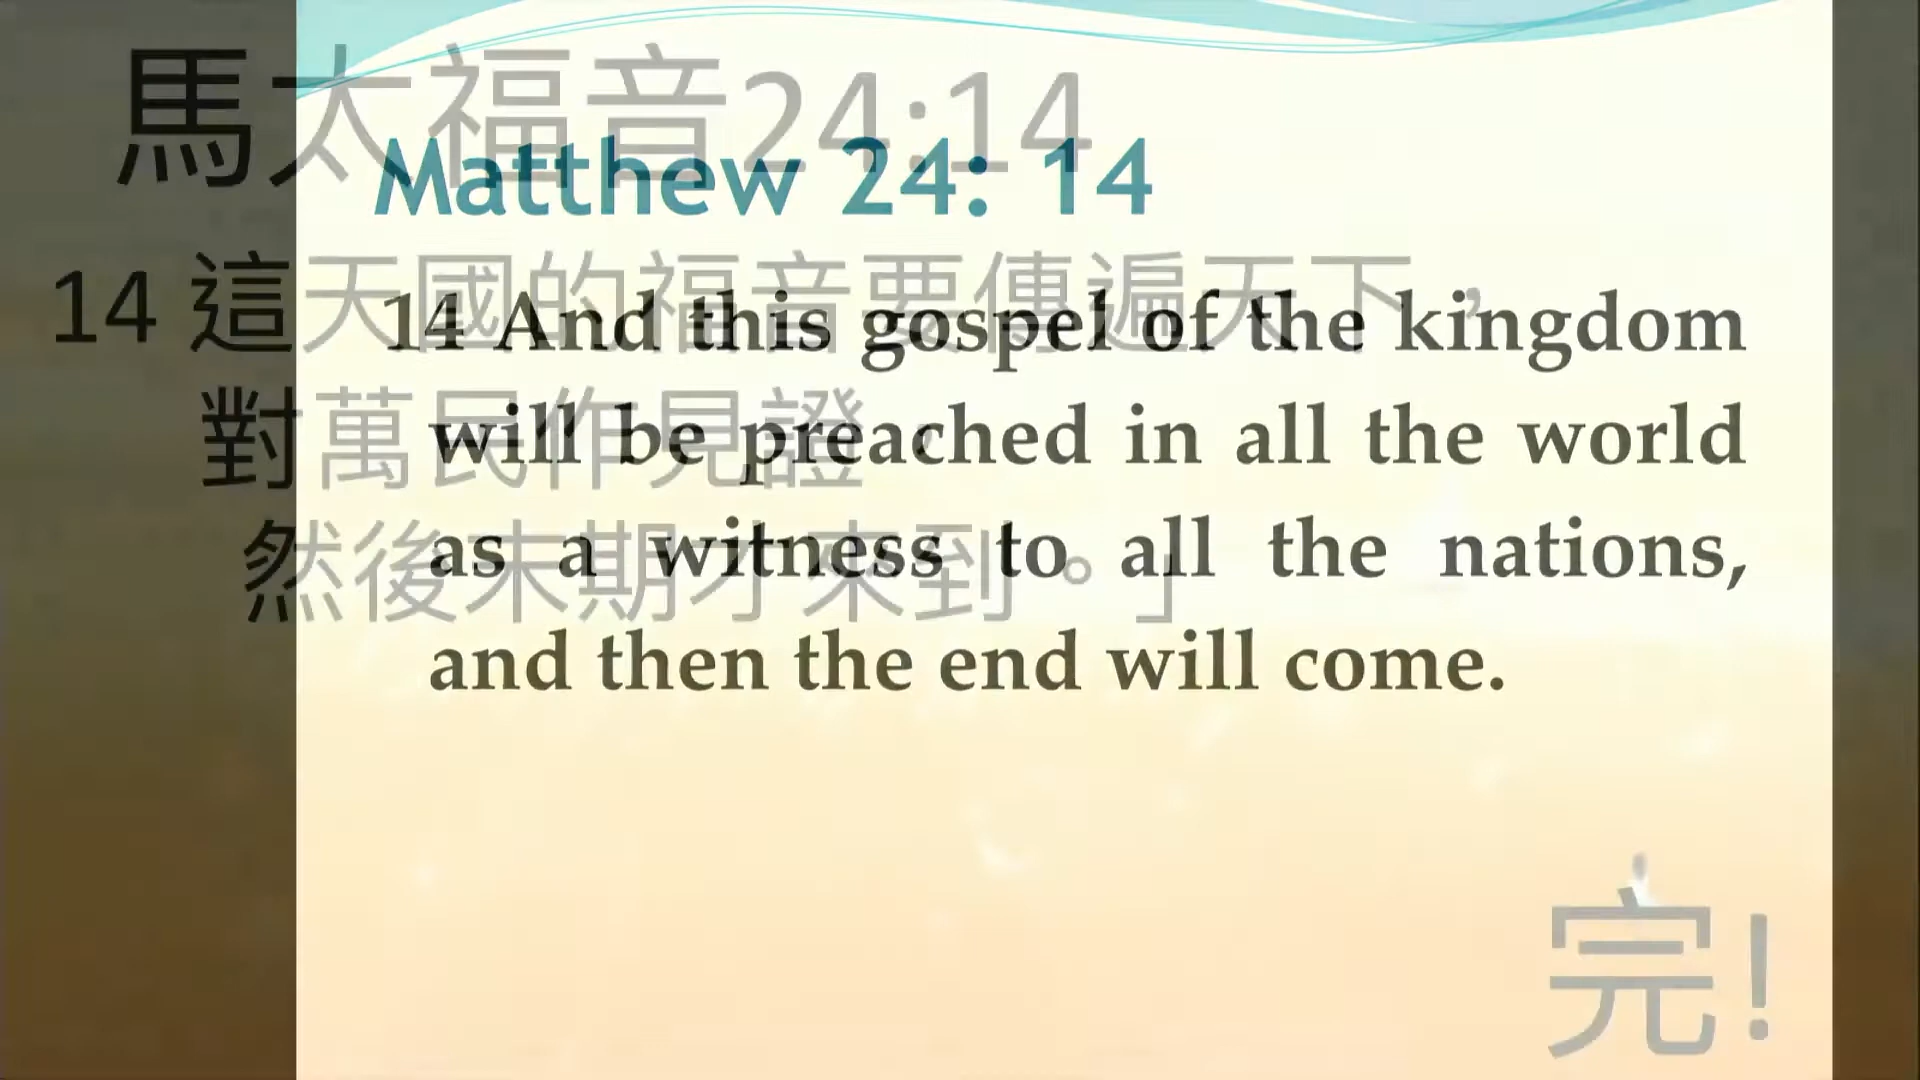 馬太福音24:14
14 這天國的福音要傳遍天下，
對萬民作見證，
然後末期才來到。」
完!
Matthew 24: 14
14 And this gospel of the kingdom
will be preached in all the world
as a witness to all the nations,
and then the end will come.